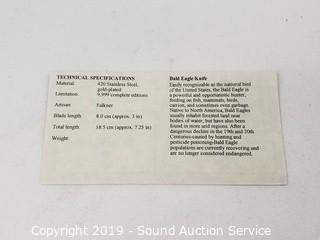 TECHNICAL SPECIFICATIONS
Material: 420 Stainless Steel,
gold-plated
Limitation: 9,999 complete editions
Artisan: Falkner
Blade length: 8.0 cm (approx. 3 in)
Total length: 18.5 cm (approx. 7.25 in)
Weight
Bald Eagle Knife
Easily recognizable as the national bird
of the United States, the Bald Eagle is
a powerful and opportunistic hunter,
feeding on fish, mammals, birds,
carrion, and sometimes even garbage.
Native to North America, Bald Eagles
usually inhabit forested land near
bodies of water, but have also been
found in more arid regions. After a
dangerous decline in the 19th and 20th
Centuries-caused by hunting and
pesticide poisoning-Bald Eagle
populations are currently recovering and
are no longer considered endangered.
Copyright 2019 - Sound Auction Service